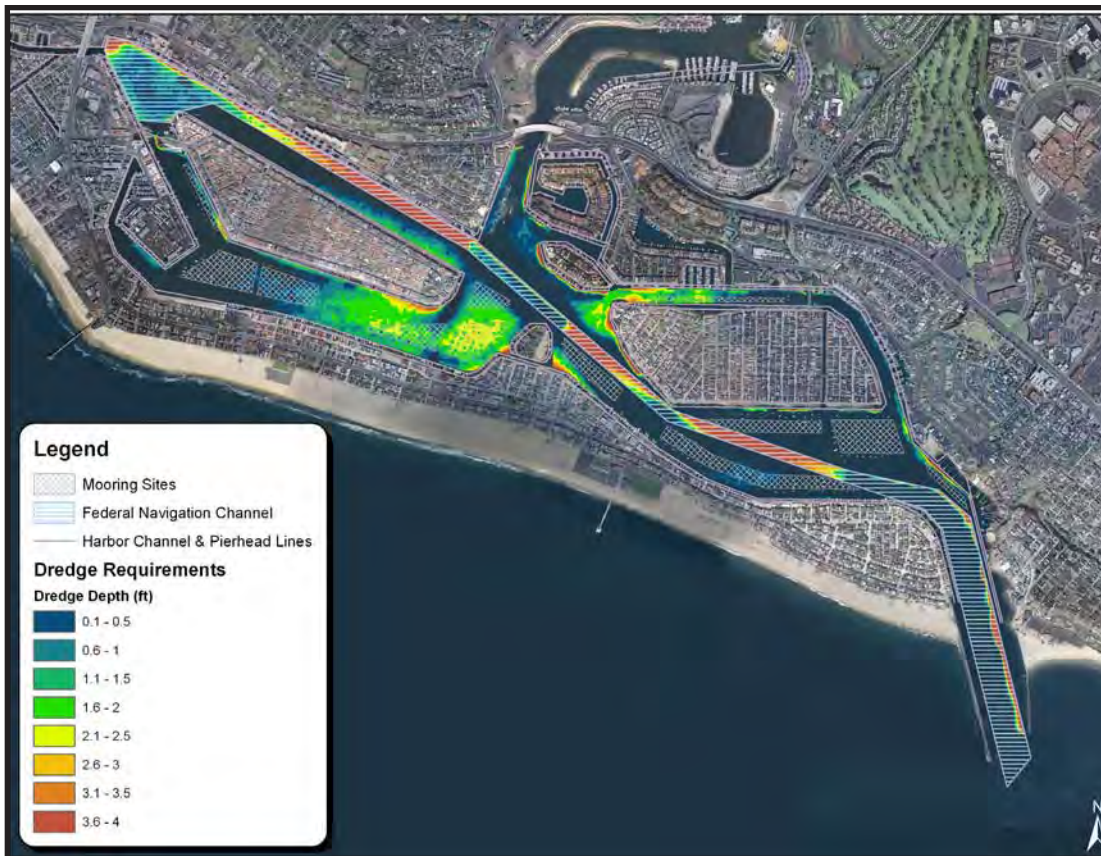 Legend
Mooring Sites
Federal Navigation Channel
Harbor Channel & Pierhead Lines
Dredge Requirements
Dredge Depth (ft)
0.1 - 0.5
0.6 - 1
1.1 - 1.5
1.6 - 2
2.1 - 2.5
2.6 - 3
3.1 - 3.5
3.6 - 4
N